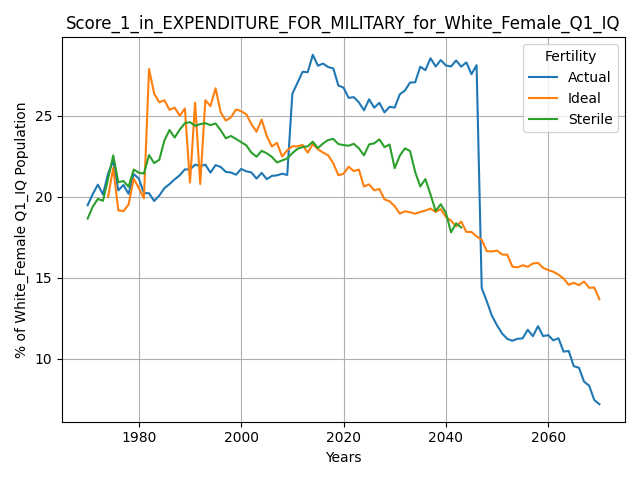 Score_1_in_EXPENDITURE_FOR_MILITARY_for_White_Female_Q1_IQ
% of White_Female Q1_IQ Population
25
20
15
10
Fertility
Actual
Ideal
Sterile
1980
2000
2020
2040
2060
Years